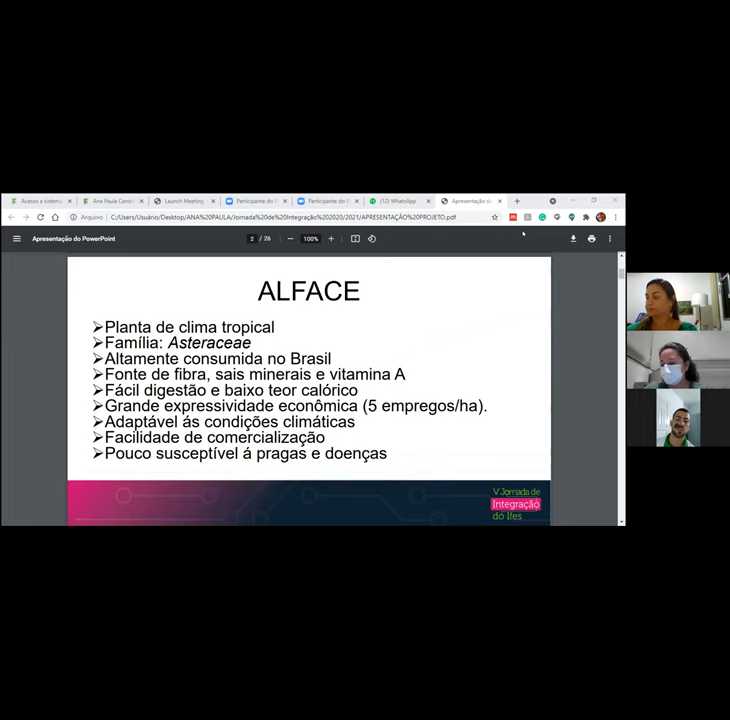 Acesso a sistema
Ana Paula Candi
Launch Meeting
Participante do F
Participante do F
(12) WhatsApp
Apresentação do
Arquivo | C:/Users/Usuário/Desktop/ANA%20PAULA/Jornada%20de%20Integração%202020/2021/APRESENTAÇÃO%20PROJETO.pdf
Apresentação do PowerPoint
2 / 26
100%
ALFACE
➢Planta de clima tropical
➢Família: Asteraceae
➢Altamente consumida no Brasil
➢Fonte de fibra, sais minerais e vitamina A
➢Fácil digestão e baixo teor calórico
➢Grande expressividade econômica (5 empregos/ha).
➢Adaptável ás condições climáticas
➢Facilidade de comercialização
➢Pouco susceptível á pragas e doenças
V Jornada de
Integração
do Ifes